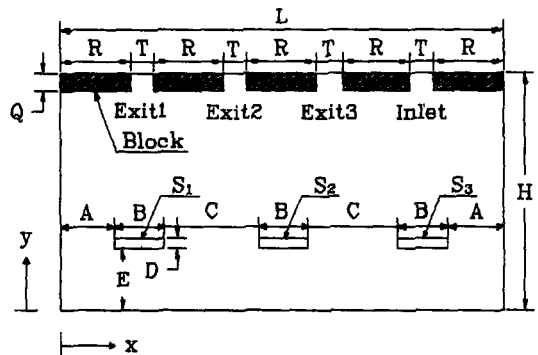 L
R T R T R T R T R
Q
Exit1 Exit2 Exit3 Inlet
Block
H
S1 S2 S3
A B C B C B A
y
E D
x